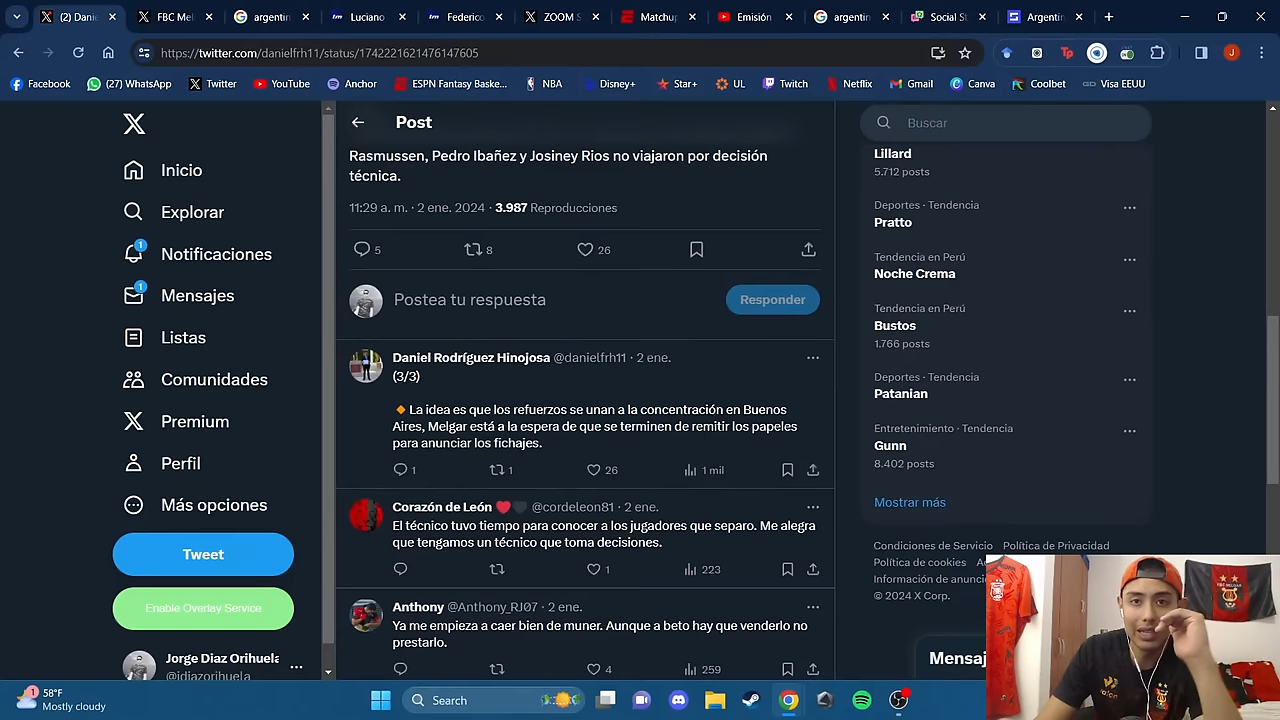 (2) Danie
FBC Mel
argentin
Luciano
Federico
ZOOM S
Matchup
Emisión
argentin
Social St
Argentin
https://twitter.com/danielfrh11/status/1742221621476147605
Facebook
(27) WhatsApp
Twitter
YouTube
Anchor
ESPN Fantasy Baske...
NBA
Disney+
Star+
UL
Twitch
Netflix
Gmail
Canva
Coolbet
Visa EEUU
Inicio
Explorar
Notificaciones
Mensajes
Listas
Comunidades
Premium
Perfil
Más opciones
Tweet
Enable Overlay Service
Jorge Diaz Orihuela
@jdiazorihuela
Post
Rasmussen, Pedro Ibañez y Josiney Rios no viajaron por decisión
técnica.
11:29 a. m. · 2 ene. 2024 · 3.987 Reproducciones
5 8 26
Postea tu respuesta
Responder
Daniel Rodríguez Hinojosa @danielfrh11 · 2 ene.
(3/3)
🔸La idea es que los refuerzos se unan a la concentración en Buenos
Aires, Melgar está a la espera de que se terminen de remitir los papeles
para anunciar los fichajes.
1 1 26 1 mil
Corazón de León ❤️🖤 @cordeleon81 · 2 ene.
El técnico tuvo tiempo para conocer a los jugadores que separo. Me alegra
que tengamos un técnico que toma decisiones.
1 223
Anthony @Anthony_RJ07 · 2 ene.
Ya me empieza a caer bien de muner. Aunque a beto hay que venderlo no
prestarlo.
4 259
Buscar
Lillard
5.712 posts
Deportes · Tendencia
Pratto
Tendencia en Perú
Noche Crema
Tendencia en Perú
Bustos
1.766 posts
Deportes · Tendencia
Patanian
Entretenimiento · Tendencia
Gunn
8.402 posts
Mostrar más
Condiciones de Servicio Política de Privacidad
Política de cookies
Información de anunci
© 2024 X Corp.
Mensaj
FBC MELGAR
58°F
Mostly cloudy
Search